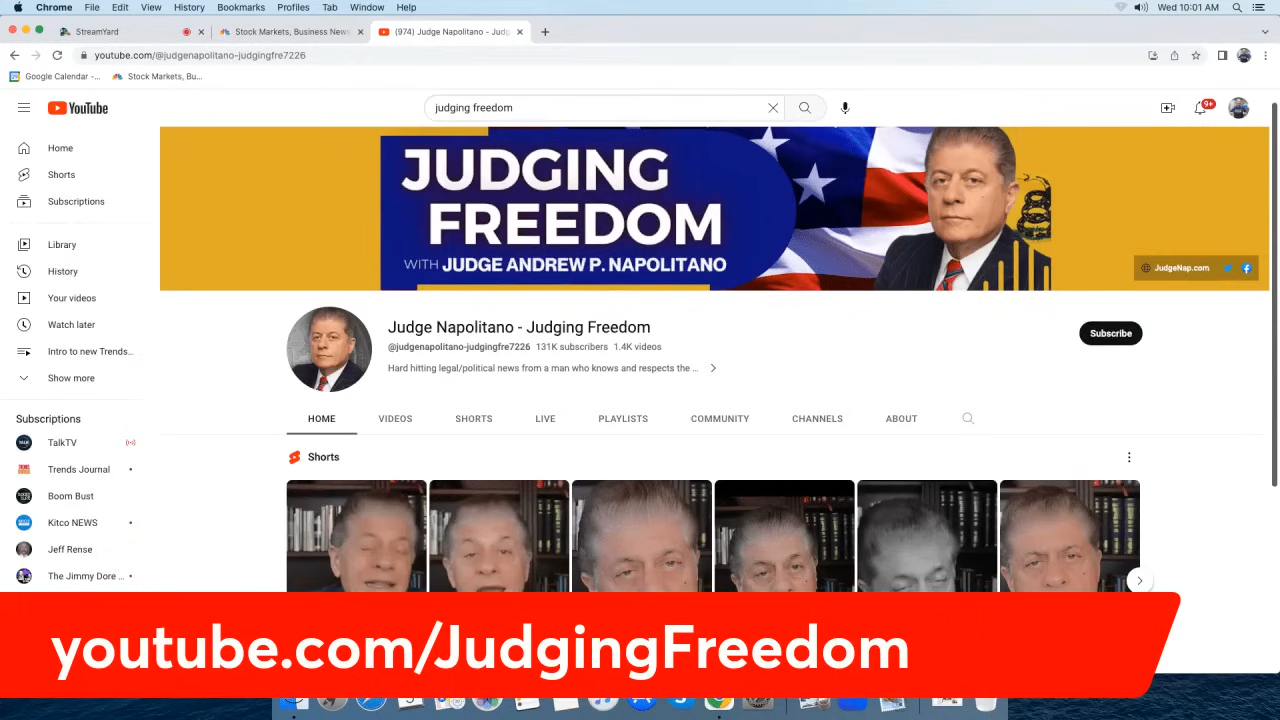 Chrome File Edit View History Bookmarks Profiles Tab Window Help Wed 10:01 AM
StreamYard Stock Markets, Business News (974) Judge Napolitano - Judg
youtube.com/@judgenapolitano-judgingfre7226
Google Calendar -... Stock Markets, Bu...
YouTube judging freedom 9+
Home
Shorts
Subscriptions
Library
History
Your videos
Watch later
Intro to new Trends...
Show more
Subscriptions
TalkTV
Trends Journal
Boom Bust
Kitco NEWS
Jeff Rense
The Jimmy Dore ...
JUDGING
FREEDOM
WITH JUDGE ANDREW P. NAPOLITANO
JudgeNap.com
Judge Napolitano - Judging Freedom
@judgenapolitano-judgingfre7226 131K subscribers 1.4K videos
Hard hitting legal/political news from a man who knows and respects the ...
Subscribe
HOME VIDEOS SHORTS LIVE PLAYLISTS COMMUNITY CHANNELS ABOUT
Shorts
youtube.com/JudgingFreedom